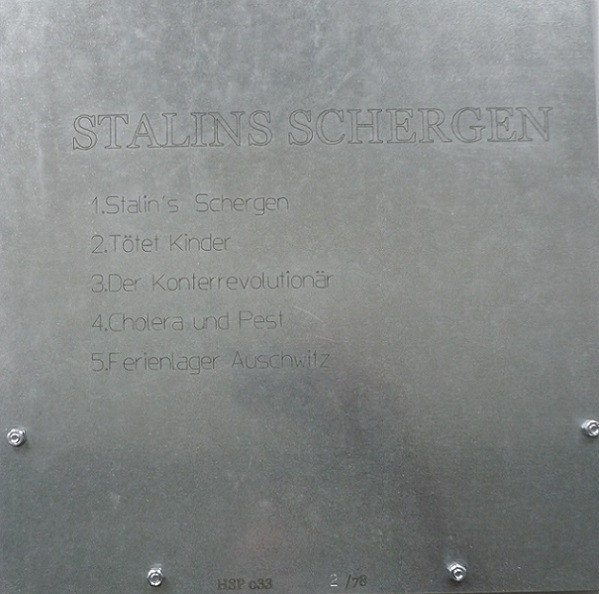 STALINS SCHERGEN
1.Stalin's Schergen
2.Tötet Kinder
3.Der Konterrevolutionär
4.Cholera und Pest
5.Ferienlager Auschwitz
HSP 033 2 /78